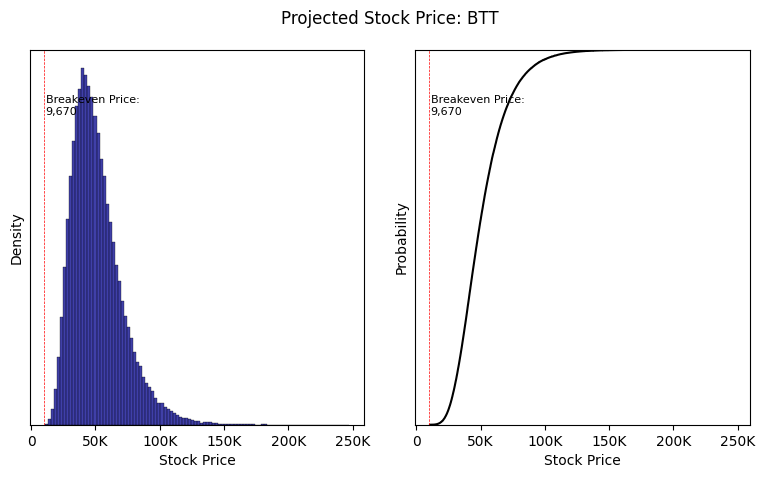 Projected Stock Price: BTT
Breakeven Price:
9,670
Density
0 50K 100K 150K 200K 250K
Stock Price
Breakeven Price:
9,670
Probability
0 50K 100K 150K 200K 250K
Stock Price